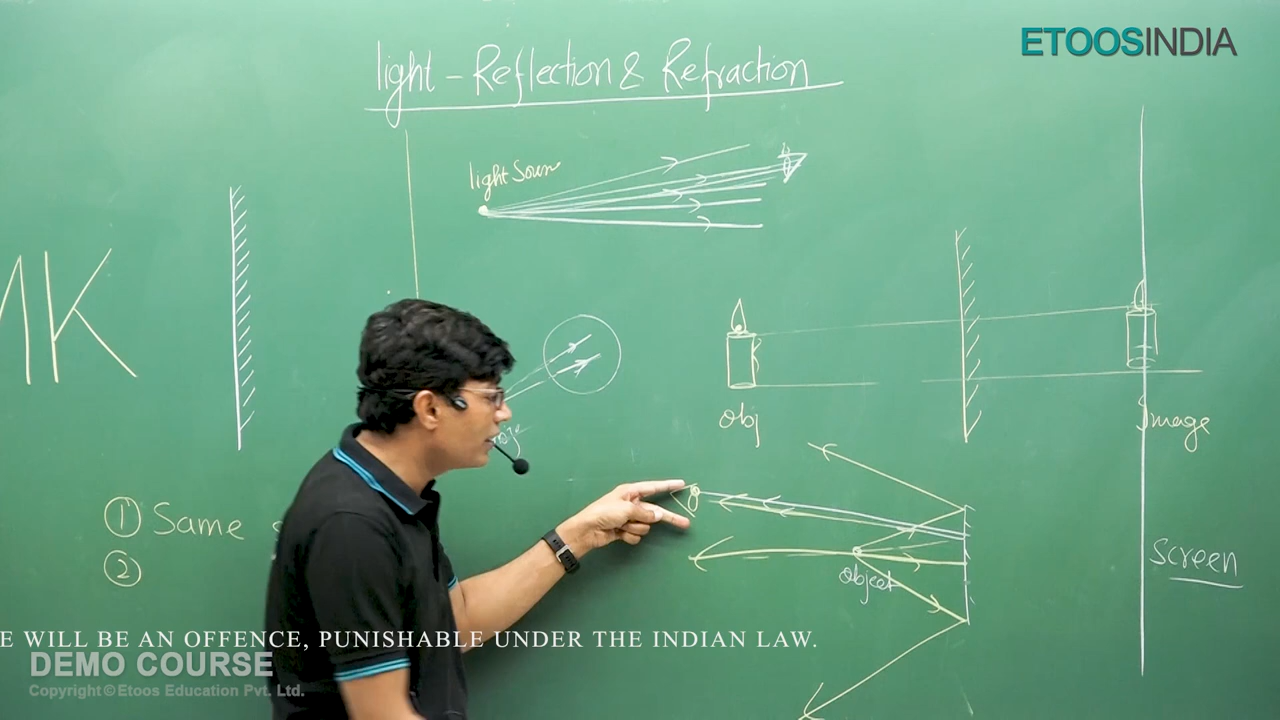 ETOOSINDIA
light - Reflection & Refraction
light Sour
MK
obj
Image
① Same
②
object
Screen
E WILL BE AN OFFENCE, PUNISHABLE UNDER THE INDIAN LAW.
DEMO COURSE
Copyright © Etoos Education Pvt. Ltd.